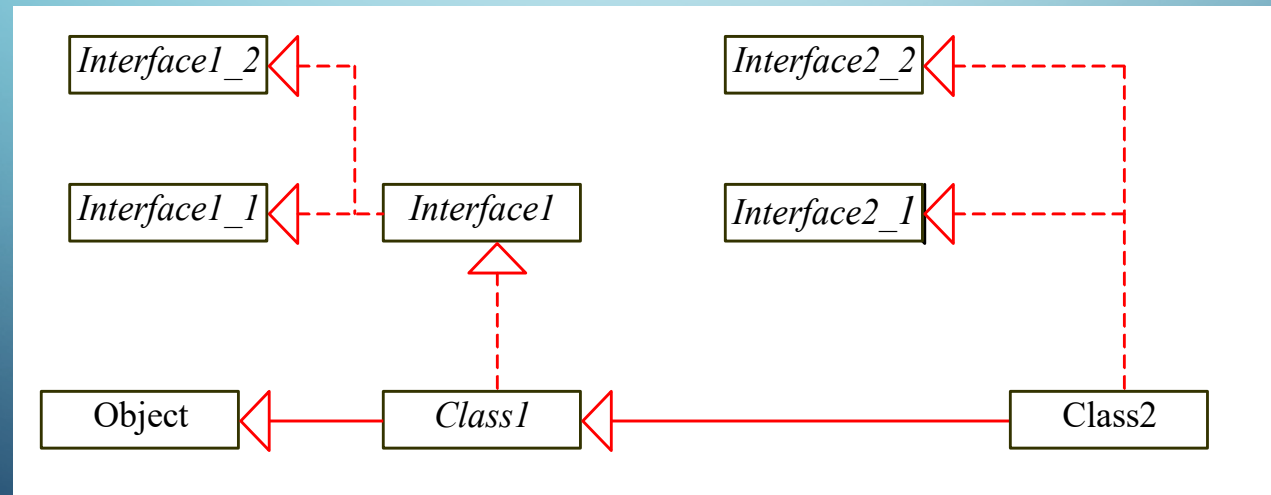 Interface1_2
Interface2_2
Interface1_1
Interface1
Interface2_1
Object
Class1
Class2